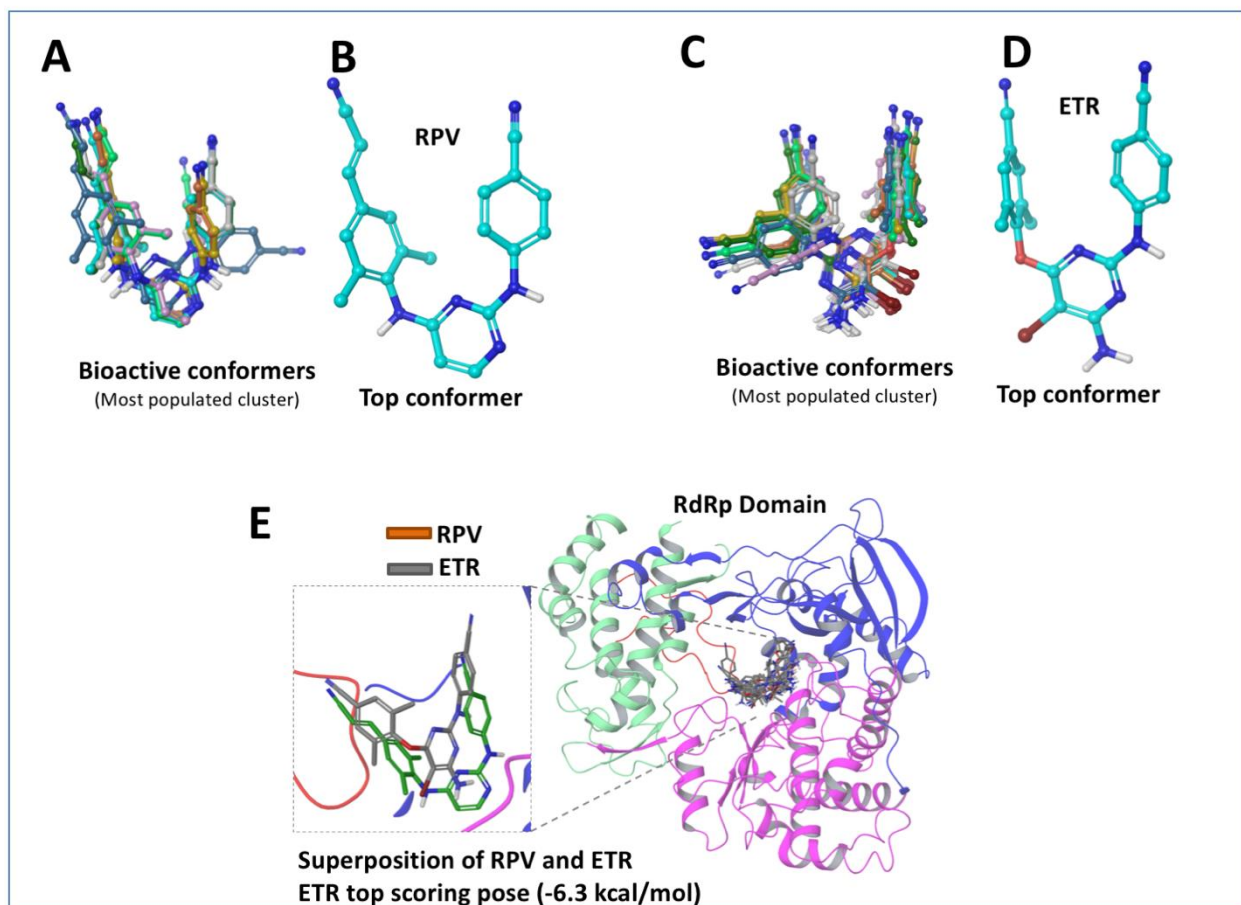 A
B
RPV
Bioactive conformers
(Most populated cluster)
Top conformer
C
D
ETR
Bioactive conformers
(Most populated cluster)
Top conformer
E
RPV
ETR
RdRp Domain
Superposition of RPV and ETR
ETR top scoring pose (-6.3 kcal/mol)